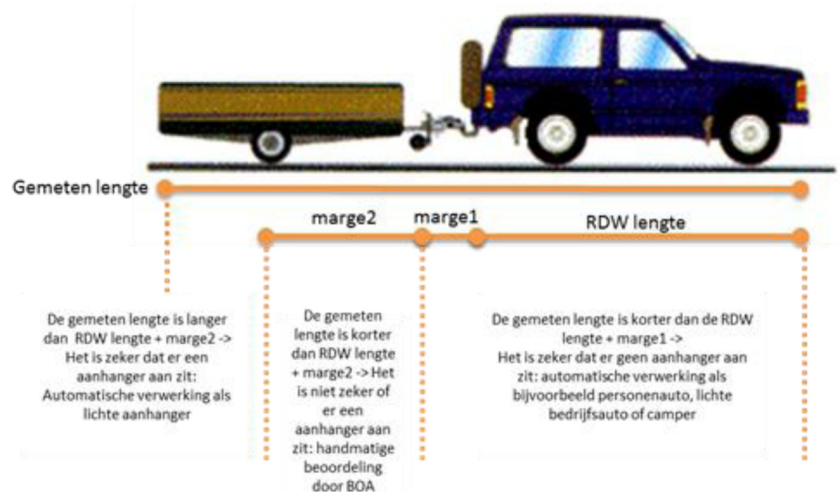 Gemeten lengte
marge2
marge1
RDW lengte
De gemeten lengte is langer
dan RDW lengte + marge2 ->
Het is zeker dat er een
aanhanger aan zit:
Automatische verwerking als
lichte aanhanger
De gemeten
lengte is korter
dan RDW lengte
+ marge2 -> Het
is niet zeker of
er een
aanhanger aan
zit: handmatige
beoordeling
door BOA
De gemeten lengte is korter dan de RDW
lengte + marge1 ->
Het is zeker dat er geen aanhanger aan
zit: automatische verwerking als
bijvoorbeeld personenauto, lichte
bedrijfsauto of camper